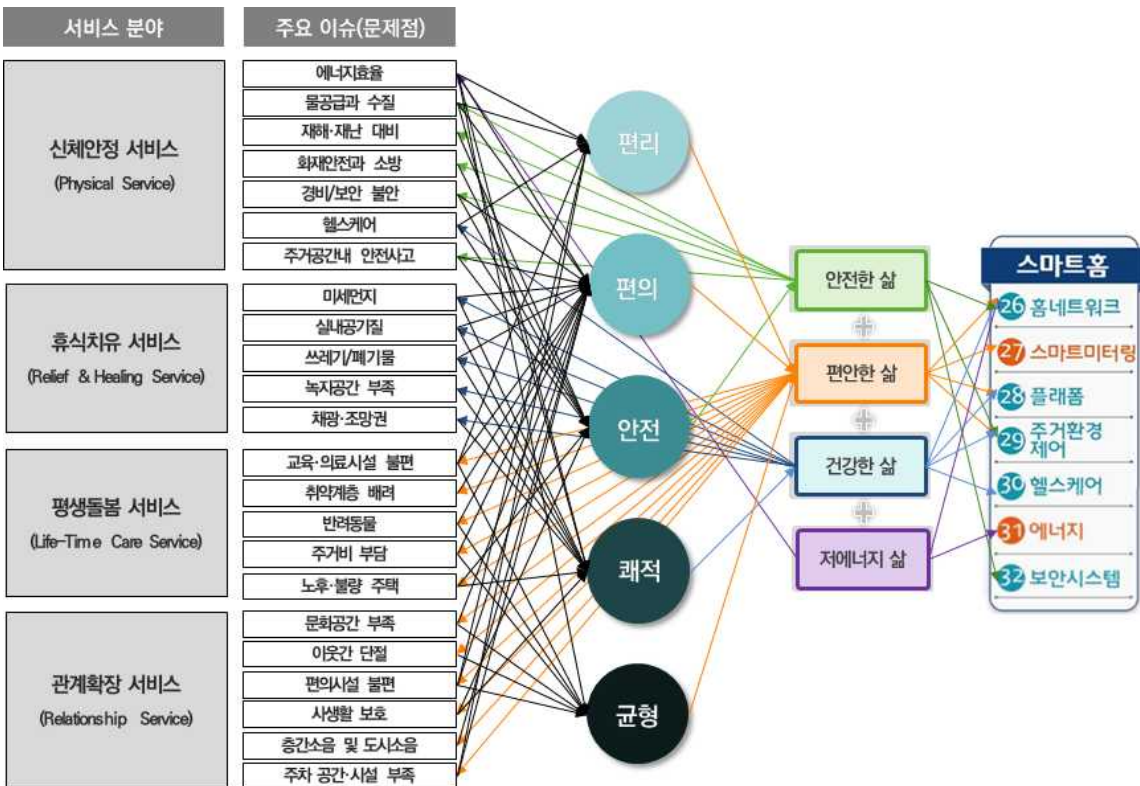 서비스 분야
주요 이슈(문제점)
신체안정 서비스
(Physical Service)
에너지효율
물공급과 수질
재해·재난 대비
화재안전과 소방
경비/보안 불안
헬스케어
주거공간내 안전사고
휴식치유 서비스
(Relief & Healing Service)
미세먼지
실내공기질
쓰레기/폐기물
녹지공간 부족
채광·조망권
평생돌봄 서비스
(Life-Time Care Service)
교육·의료시설 불편
취약계층 배려
반려동물
주거비 부담
노후·불량 주택
관계확장 서비스
(Relationship Service)
문화공간 부족
이웃간 단절
편의시설 불편
사생활 보호
층간소음 및 도시소음
주차 공간·시설 부족
편리
편의
안전
쾌적
균형
안전한 삶
편안한 삶
건강한 삶
저에너지 삶
스마트홈
26 홈네트워크
27 스마트미터링
28 플래폼
29 주거환경
제어
30 헬스케어
31 에너지
32 보안시스템